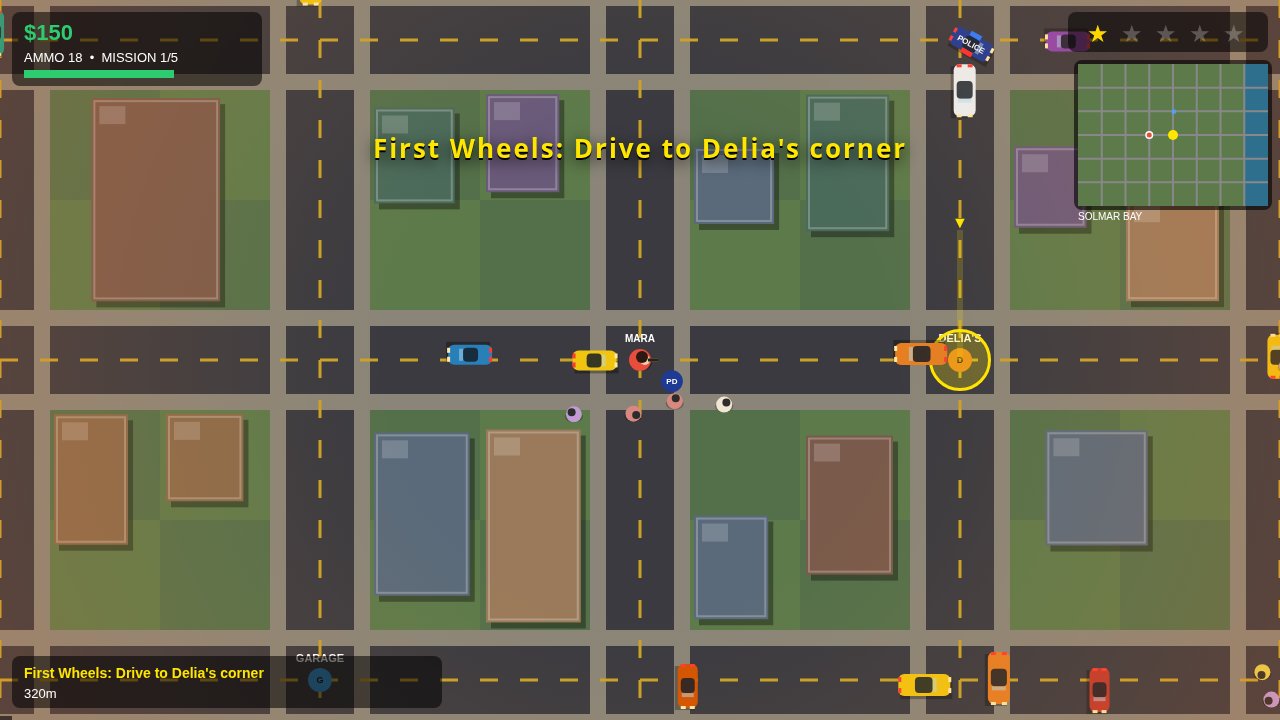 $150
AMMO 18 • MISSION 1/5
POLICE
First Wheels: Drive to Delia's corner
SOLMAR BAY
MARA
DELIA'S
D
PD
GARAGE
G
First Wheels: Drive to Delia's corner
320m